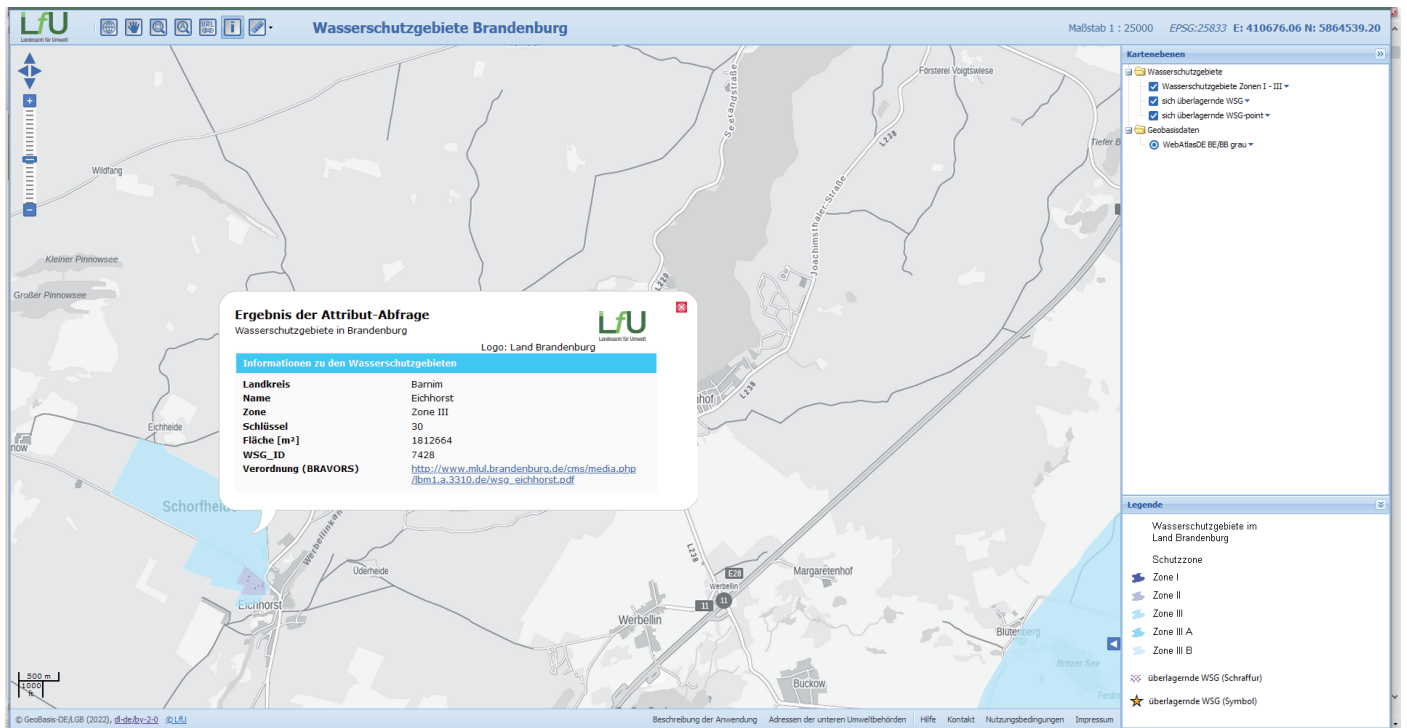 LfU
Landesamt für Umwelt
URL
Wasserschutzgebiete Brandenburg
Maßstab 1 : 25000 EPSG:25833 E: 410676.06 N: 5864539.20
Kartenebenen
Wasserschutzgebiete
Wasserschutzgebiete Zonen I - III
sich überlagernde WSG
sich überlagernde WSG-point
Geobasisdaten
WebAtlasDE BE/BB grau
Försterei Voigtswiese
Seerandstraße
L238
Tiefer B
Wildfang
Joachimsthaler-Straße
Kleiner Pinnowsee
Großer Pinnowsee
L220
Ergebnis der Attribut-Abfrage
Wasserschutzgebiete in Brandenburg
LfU
Landesamt für Umwelt
Logo: Land Brandenburg
Informationen zu den Wasserschutzgebieten
Landkreis Barnim
Name Eichhorst
Zone Zone III
Schlüssel 30
Fläche [m²] 1812664
WSG_ID 7428
Verordnung (BRAVORS) http://www.mlul.brandenburg.de/cms/media.php
/lbm1.a.3310.de/wsg_eichhorst.pdf
hof
L238
Eichheide
now
Schorfheide
Werbellinkan
Üderheide
Eichhorst
L238
E28
Werbellin
11
11
Margaretenhof
Werbellin
Blütenberg
Britzer See
Buckow
Ferdin
500 m
1000
ft
Legende
Wasserschutzgebiete im
Land Brandenburg
Schutzzone
Zone I
Zone II
Zone III
Zone III A
Zone III B
überlagernde WSG (Schraffur)
überlagernde WSG (Symbol)
© GeoBasis-DE/LGB (2022), dl-de/by-2-0 © LfU
Beschreibung der Anwendung Adressen der unteren Umweltbehörden Hilfe Kontakt Nutzungsbedingungen Impressum